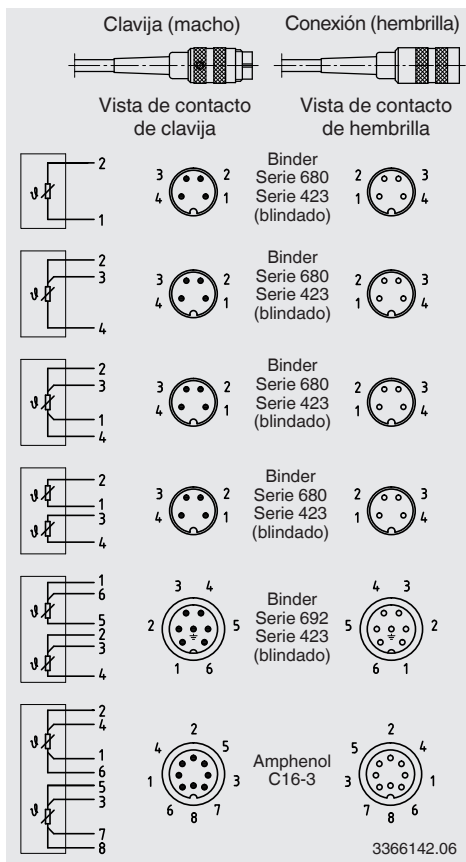 Clavija (macho) Conexión (hembrilla)
Vista de contacto de clavija
Vista de contacto de hembrilla
2
1
3 2
4 1
Binder
Serie 680
Serie 423
(blindado)
2 3
1 4
2
3
4
3 2
4 1
Binder
Serie 680
Serie 423
(blindado)
2 3
1 4
2
3
1
4
3 2
4 1
Binder
Serie 680
Serie 423
(blindado)
2 3
1 4
2
1
3
4
3 2
4 1
Binder
Serie 680
Serie 423
(blindado)
2 3
1 4
1
6
5
2
3
4
3 4
2 5
1 6
Binder
Serie 692
Serie 423
(blindado)
4 3
5 2
6 1
2
4
1
6
5
3
7
8
2
4 5
1 3
6 7
8
Amphenol
C16-3
2
5 4
3 1
7 6
8
3366142.06